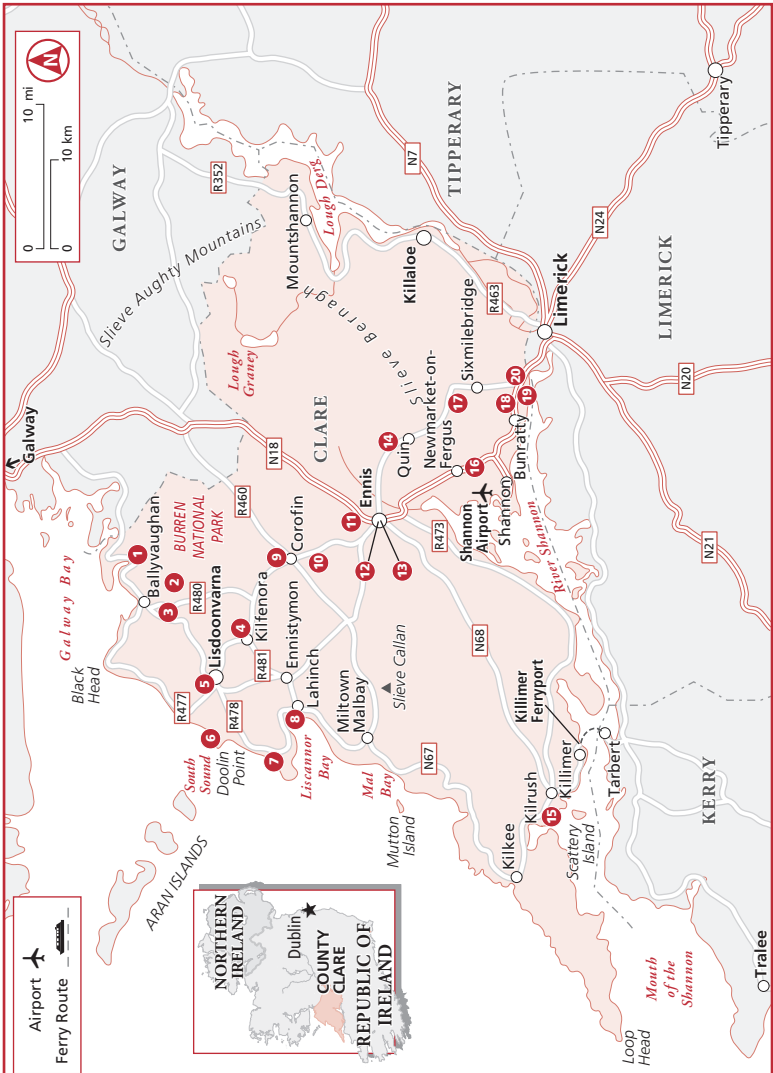 Airport
Ferry Route
0
10 mi
0
10 km
N
NORTHERN
IRELAND
Dublin
COUNTY
CLARE
REPUBLIC OF
IRELAND
Galway
GALWAY
Galway Bay
Black
Head
ARAN ISLANDS
South
Sound
Doolin
Point
R477
R478
6
5
Lisdoonvarna
Ballyvaughan
1
2
3
R480
BURREN
NATIONAL
PARK
4
Kilfenora
R481
Ennistymon
7
8
Lahinch
Liscannor
Bay
9
Corofin
10
R460
N18
Slieve Aughty Mountains
R352
Lough
Graney
Mountshannon
Lough Derg
Slieve Bernagh
CLARE
Killaloe
N7
TIPPERARY
Miltown
Malbay
Slieve Callan
Mal
Bay
Mutton
Island
N67
N68
11
Ennis
12
13
14
Quin
Newmarket-on-
Fergus
16
17
Sixmilebridge
R463
R473
Shannon
Airport
Shannon
18
19
20
Bunratty
River Shannon
Limerick
LIMERICK
N24
N20
N21
Tipperary
Kilkee
Kilrush
15
Scattery
Island
Killimer
Killimer
Ferryport
Tarbert
KERRY
Loop
Head
Mouth
of the
Shannon
Tralee